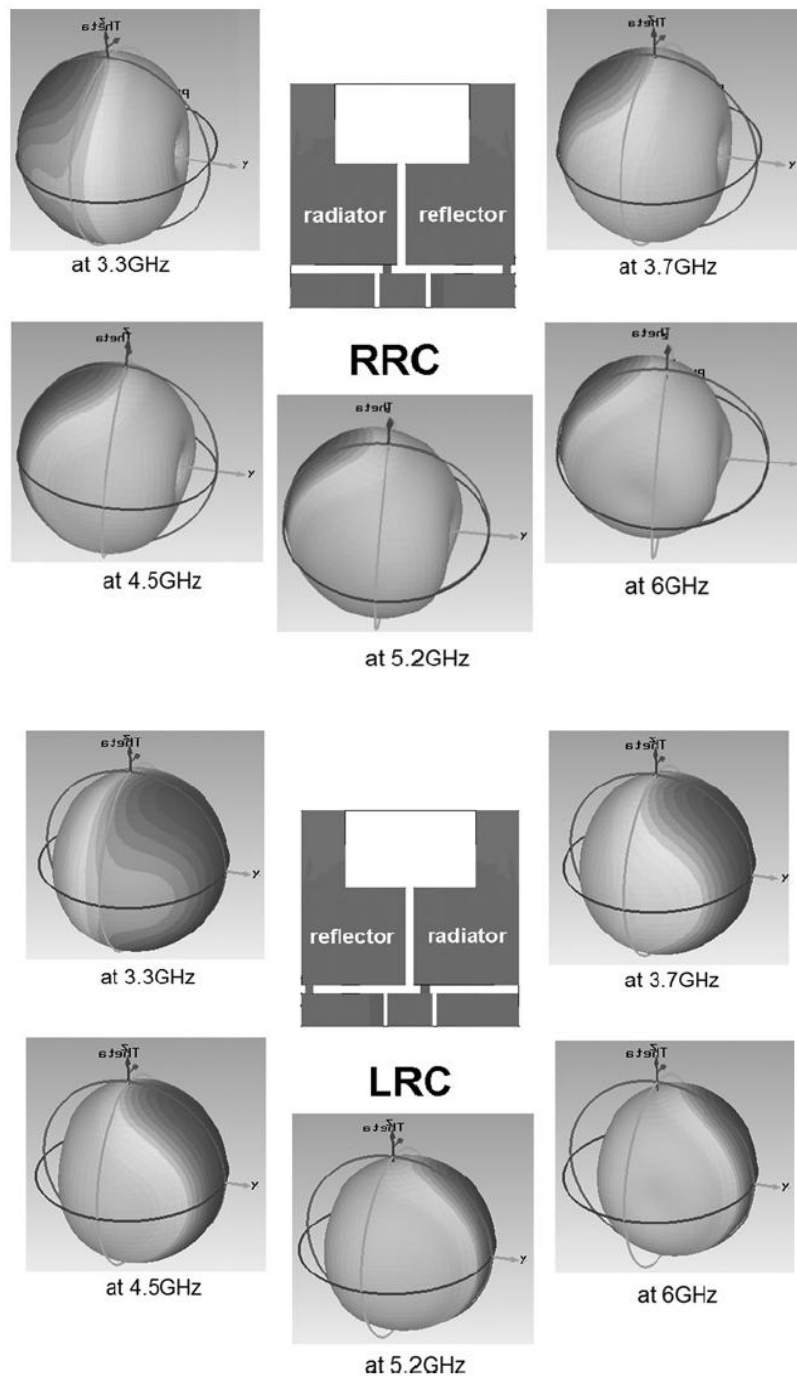 Theta
y
at 3.3GHz
radiator reflector
Theta
at 3.7GHz
RRC
Theta
y
at 4.5GHz
Theta
y
at 5.2GHz
Theta
at 6GHz
Theta
y
at 3.3GHz
reflector radiator
Theta
y
at 3.7GHz
LRC
Theta
y
at 4.5GHz
Theta
y
at 5.2GHz
Theta
y
at 6GHz